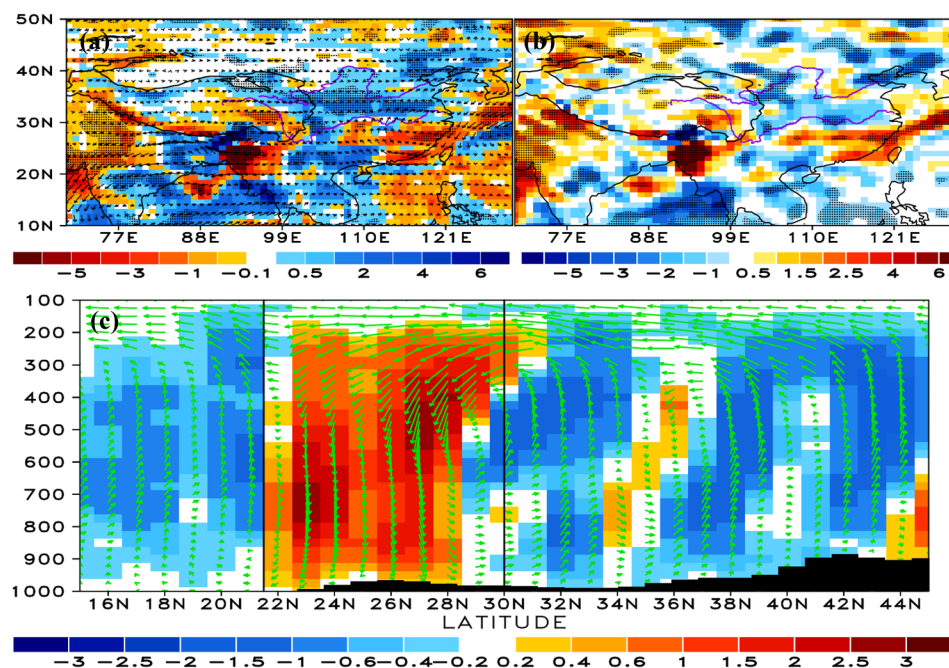 50N
(a)
(b)
40N
30N
20N
10N
77E 88E 99E 110E 121E 77E 88E 99E 110E 121E
-5 -3 -1 -0.1 0.5 2 4 6 -5 -3 -2 -1 0.5 1.5 2.5 4 6
100
(c)
200
300
400
500
600
700
800
900
1000
16N 18N 20N 22N 24N 26N 28N 30N 32N 34N 36N 38N 40N 42N 44N
LATITUDE
-3 -2.5 -2 -1.5 -1 -0.6 -0.4 -0.2 0.2 0.4 0.6 1 1.5 2 2.5 3